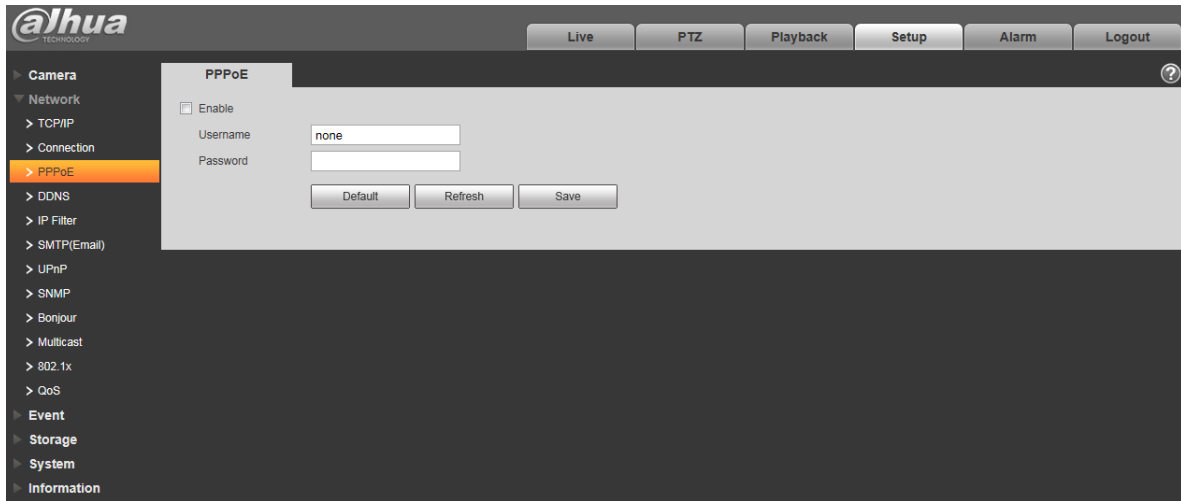 alhua
TECHNOLOGY
Live PTZ Playback Setup Alarm Logout
Camera
Network
> TCP/IP
> Connection
> PPPoE
> DDNS
> IP Filter
> SMTP(Email)
> UPnP
> SNMP
> Bonjour
> Multicast
> 802.1x
> QoS
Event
Storage
System
Information
PPPoE
?
Enable
Username none
Password
Default Refresh Save